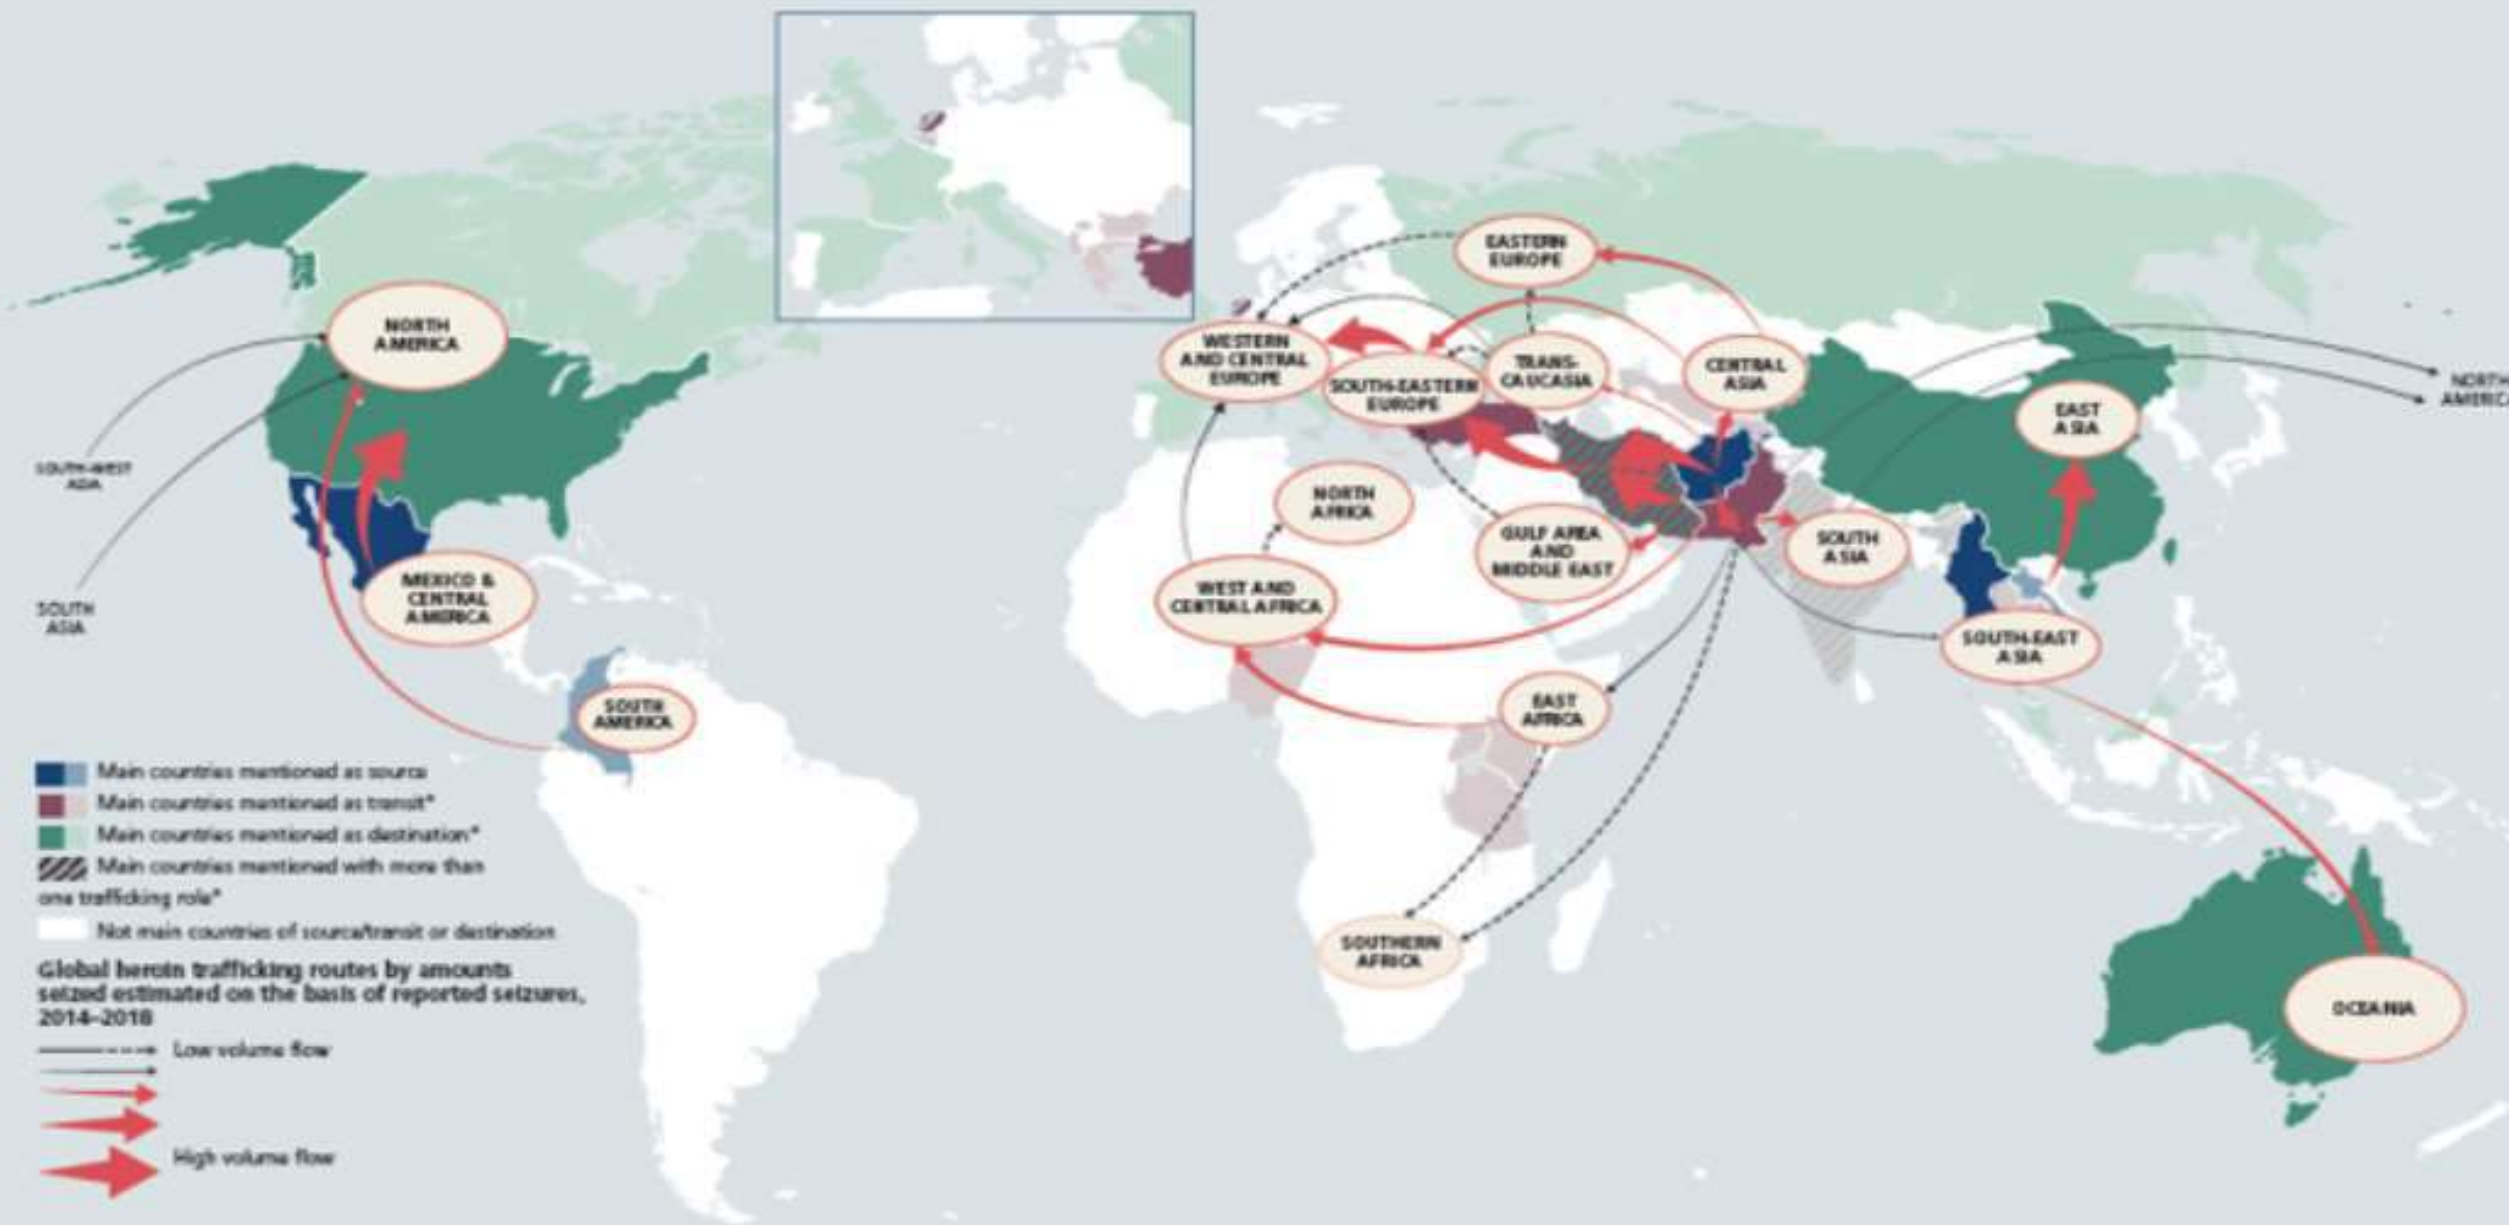 EASTERN
EUROPE
NORTH
AMERICA
WESTERN
AND CENTRAL
EUROPE
SOUTH-EASTERN
EUROPE
TRANS-
CAUCASIA
CENTRAL
ASIA
NORTH
AMERICA
EAST
ASIA
SOUTH-WEST
ASIA
NORTH
AFRICA
GULF AREA
AND
MIDDLE EAST
SOUTH
ASIA
MEXICO &
CENTRAL
AMERICA
WEST AND
CENTRAL AFRICA
SOUTH
ASIA
SOUTH-EAST
ASIA
SOUTH
AMERICA
EAST
AFRICA
SOUTHERN
AFRICA
OCEANIA
Main countries mentioned as source
Main countries mentioned as transit*
Main countries mentioned as destination*
Main countries mentioned with more than
one trafficking role*
Not main countries of source/transit or destination
Global heroin trafficking routes by amounts
seized estimated on the basis of reported seizures,
2014–2018
Low volume flow
High volume flow